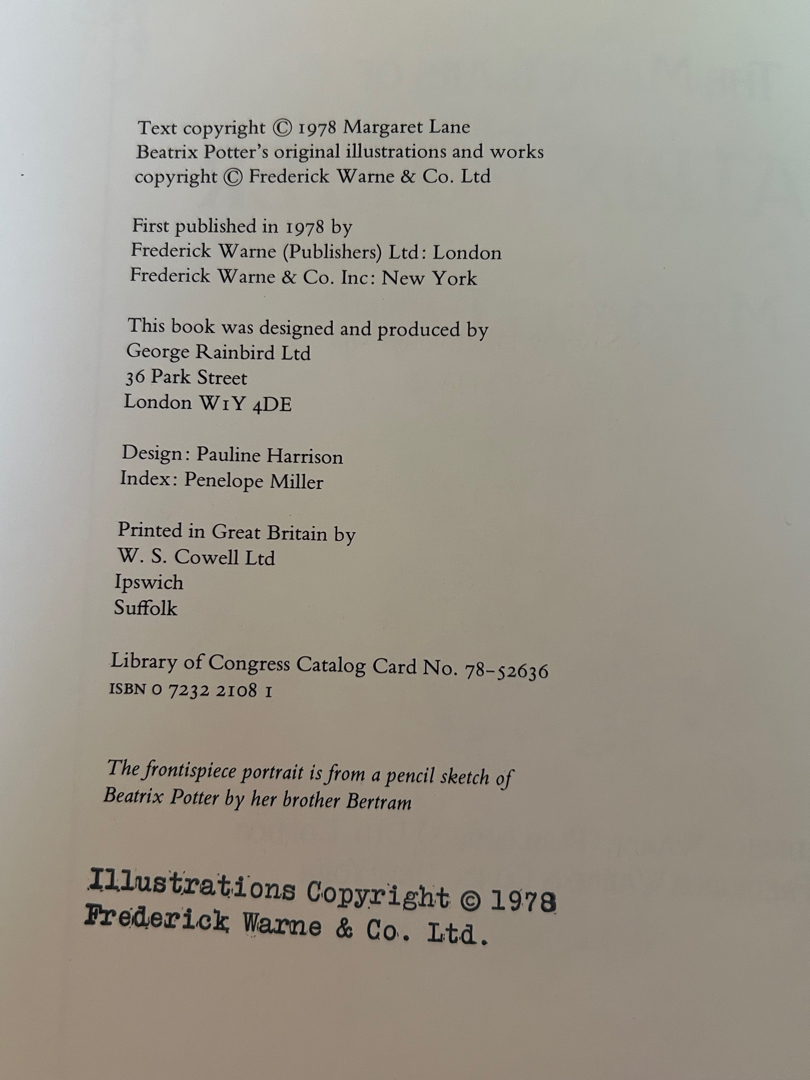 Text copyright © 1978 Margaret Lane
Beatrix Potter's original illustrations and works
copyright © Frederick Warne & Co. Ltd
First published in 1978 by
Frederick Warne (Publishers) Ltd: London
Frederick Warne & Co. Inc: New York
This book was designed and produced by
George Rainbird Ltd
36 Park Street
London W1Y 4DE
Design: Pauline Harrison
Index: Penelope Miller
Printed in Great Britain by
W. S. Cowell Ltd
Ipswich
Suffolk
Library of Congress Catalog Card No. 78-52636
ISBN 0 7232 2108 1
The frontispiece portrait is from a pencil sketch of
Beatrix Potter by her brother Bertram
Illustrations Copyright © 1978
Frederick Warne & Co. Ltd.